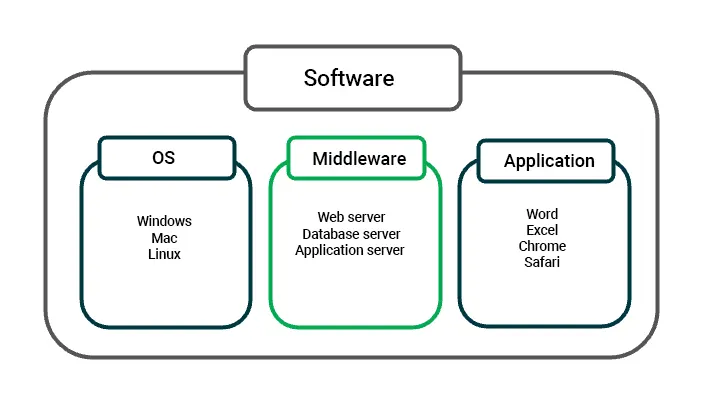 Software
OS
Windows
Mac
Linux
Middleware
Web server
Database server
Application server
Application
Word
Excel
Chrome
Safari